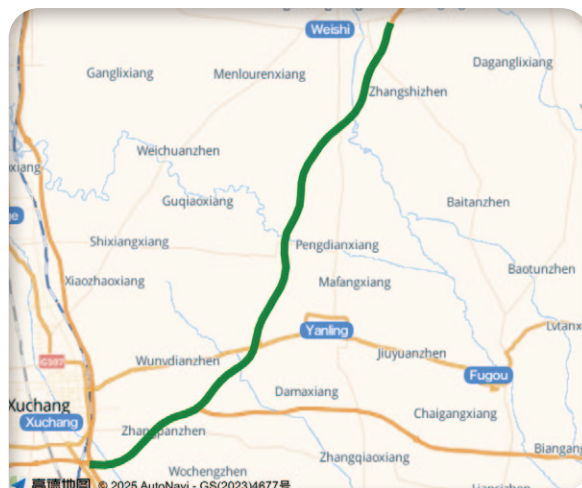 Weishi
Daganglixiang
Ganglixiang
Menlourenxiang
Zhangshizhen
Weichuanzhen
xiang
Guqiaoxiang
Baitanzhen
ge
Shixiangxiang
Pengdianxiang
Baotunzhen
Xiaozhaoxiang
Mafangxiang
Yanling
Lvtanx
Wunvdianzhen
Jiuyuanzhen
Fugou
Damaxiang
Xuchang
Chaigangxiang
Xuchang
Zhangpanzhen
Biangang
Zhangqiaoxiang
Wochengzhen
高德地图 © 2025 AutoNavi - GS(2023)4677号